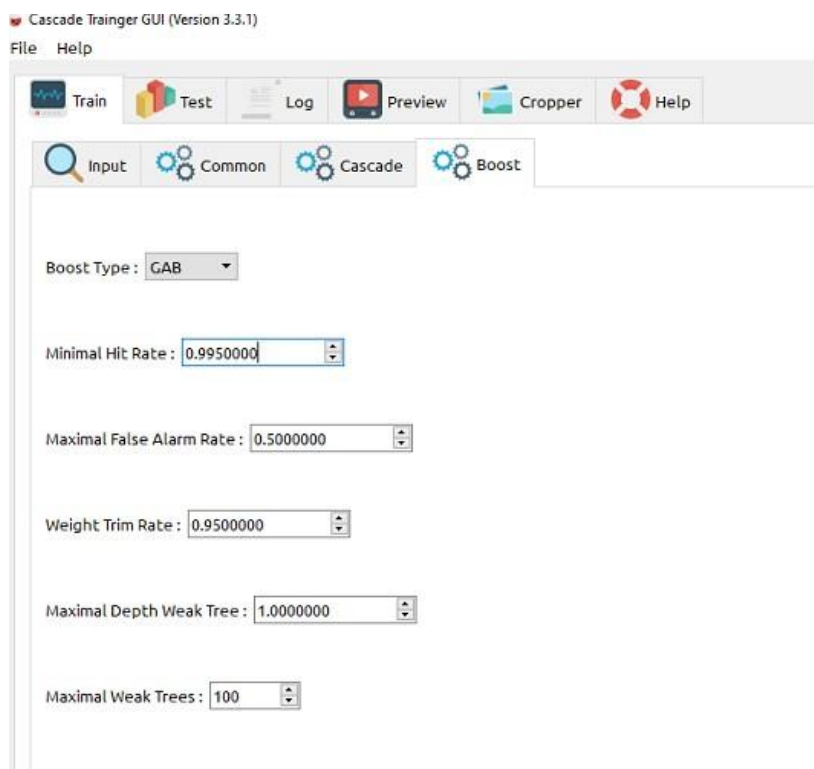 Cascade Trainger GUI (Version 3.3.1)
File Help
Train Test Log Preview Cropper Help
Input Common Cascade Boost
Boost Type : GAB
Minimal Hit Rate : 0.9950000
Maximal False Alarm Rate : 0.5000000
Weight Trim Rate : 0.9500000
Maximal Depth Weak Tree : 1.0000000
Maximal Weak Trees : 100